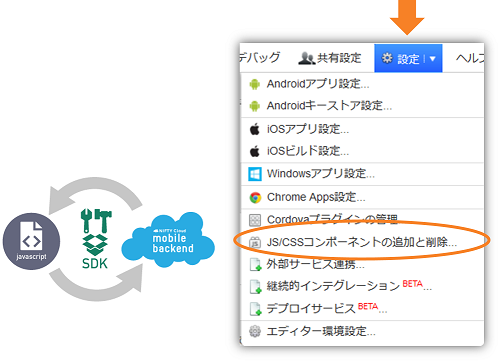 javascript
SDK
NIFTY Cloud
mobile
backend
デバッグ 共有設定 設定 ヘル
Androidアプリ設定...
Androidキーストア設定...
iOSアプリ設定...
iOSビルド設定...
Windowsアプリ設定...
Chrome Apps設定...
Cordovaプラグインの管理
JS/CSSコンポーネントの追加と削除...
外部サービス連携...
継続的インテグレーション BETA...
デプロイサービス BETA...
エディター環境設定...